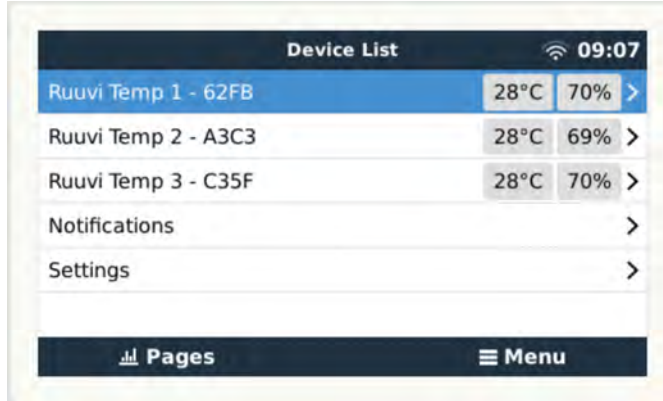 Device List 09:07
Ruuvi Temp 1 - 62FB 28°C 70%
Ruuvi Temp 2 - A3C3 28°C 69%
Ruuvi Temp 3 - C35F 28°C 70%
Notifications
Settings
Pages Menu